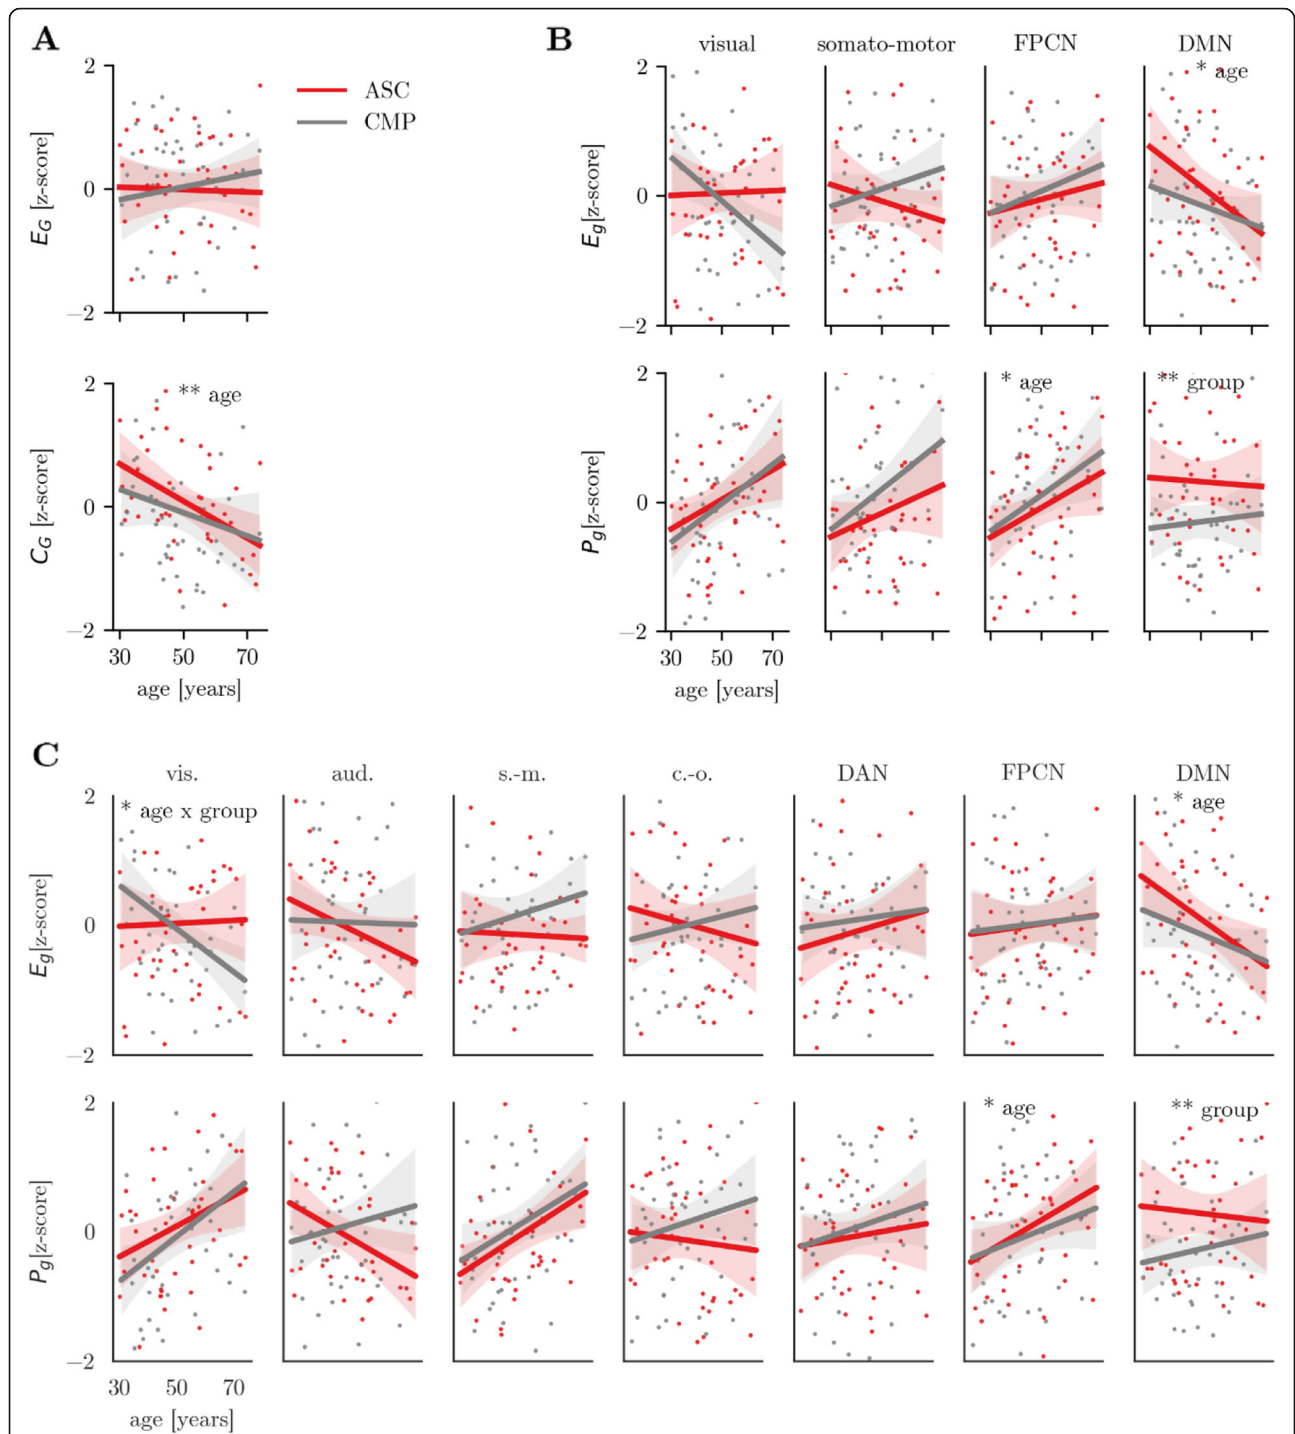 A
B
visual somato-motor FPCN DMN
ASC
CMP
* age
2
0
−2
E_G [z-score]
2
0
−2
E_g[z-score]
** age
2
0
−2
C_G [z-score]
30 50 70
age [years]
* age
** group
2
0
−2
P_g[z-score]
30 50 70
age [years]
C
vis. aud. s.-m. c.-o. DAN FPCN DMN
* age x group
* age
2
0
−2
E_g[z-score]
* age
** group
2
0
−2
P_g[z-score]
30 50 70
age [years]